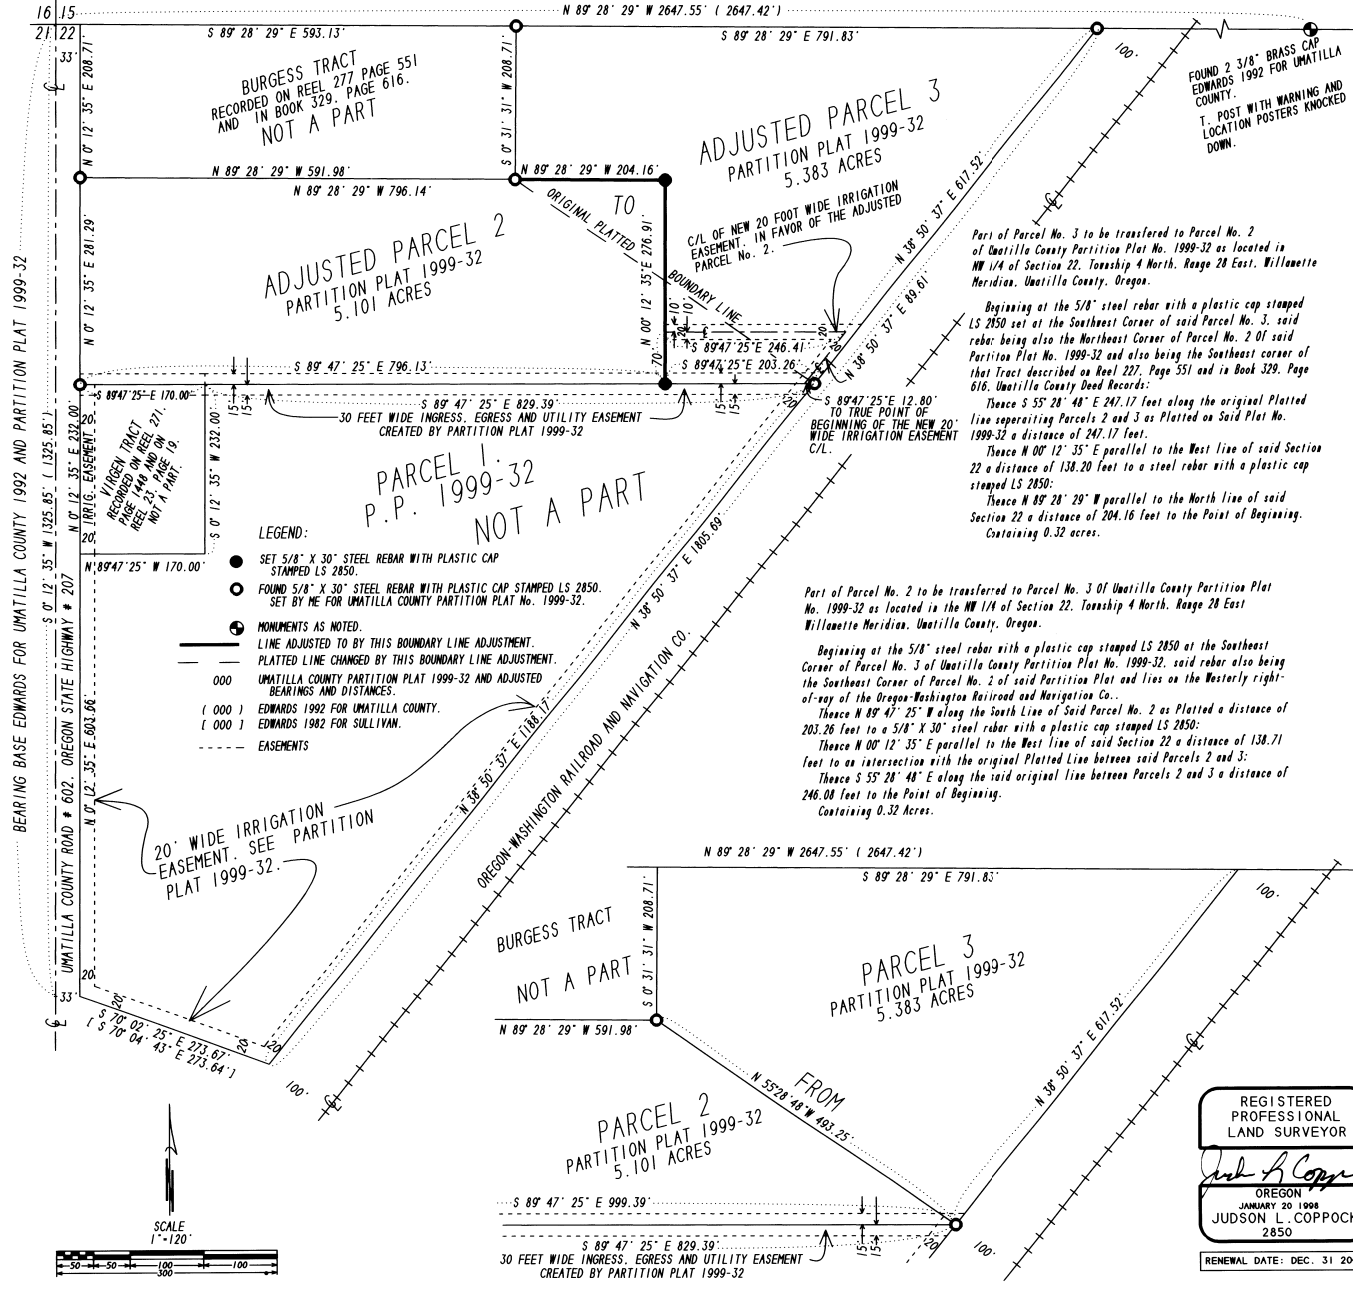 16 15
21 22
N 89° 28' 29" W 2647.55' ( 2647.42')
S 89° 28' 29" E 593.13'
S 89° 28' 29" E 791.83'
33'
100'
N 0° 12' 35" E 208.71'
BURGESS TRACT
RECORDED ON REEL 277 PAGE 551
AND IN BOOK 329. PAGE 616.
NOT A PART
S 0° 31' 31" W 208.71'
ADJUSTED PARCEL 3
PARTITION PLAT 1999-32
5.383 ACRES
FOUND 2 3/8" BRASS CAP
EDWARDS 1992 FOR UMATILLA
COUNTY.
T. POST WITH WARNING AND
LOCATION POSTERS KNOCKED
DOWN.
N 89° 28' 29" W 591.98'
N 89° 28' 29" W 204.16'
N 89° 28' 29" W 796.14'
TO
ORIGINAL PLATTED
BOUNDARY LINE
N 38° 50' 37" E 617.52'
C/L OF NEW 20 FOOT WIDE IRRIGATION
EASEMENT. IN FAVOR OF THE ADJUSTED
PARCEL No. 2.
N 0° 12' 35" E 281.29'
ADJUSTED PARCEL 2
PARTITION PLAT 1999-32
5.101 ACRES
N 00° 12' 35" E 276.91'
N 38° 50' 37" E 89.61'
10'
10'
20'
20'
20'
70'
S 89°47'25"E 246.41'
S 89°47'25"E 203.26'
S 89° 47' 25" E 796.13'
S 89°47'25" E 170.00'
S 89° 47' 25" E 829.39'
30 FEET WIDE INGRESS, EGRESS AND UTILITY EASEMENT
CREATED BY PARTITION PLAT 1999-32
15'
15'
15'
15'
20'
S 89°47'25"E 12.80'
TO TRUE POINT OF
BEGINNING OF THE NEW 20'
WIDE IRRIGATION EASEMENT
C/L.
Part of Parcel No. 3 to be transfered to Parcel No. 2
of Umatilla County Partition Plat No. 1999-32 as located in
NW 1/4 of Section 22, Township 4 North, Range 28 East, Willamette
Meridian, Umatilla County, Oregon.
Beginning at the 5/8" steel rebar with a plastic cap stamped
LS 2850 set at the Southwest Corner of said Parcel No. 3, said
rebar being also the Northeast Corner of Parcel No. 2 Of said
Partiton Plat No. 1999-32 and also being the Southeast corner of
that Tract described on Reel 227, Page 551 and in Book 329. Page
616, Umatilla County Deed Records;
Thence S 55° 28' 48" E 247.17 feet along the original Platted
line seperaiting Parcels 2 and 3 as Platted on Said Plat No.
1999-32 a distance of 247.17 feet.
Thence N 00° 12' 35" E parallel to the West line of said Section
22 a distance of 138.20 feet to a steel rebar with a plastic cap
stamped LS 2850;
Thence N 89° 28' 29" W parallel to the North line of said
Section 22 a distance of 204.16 feet to the Point of Beginning.
Containing 0.32 acres.
BEARING BASE EDWARDS FOR UMATILLA COUNTY 1992 AND PARTITION PLAT 1999-32
S 0° 12' 35" W 1325.85' ( 1325.85')
UMATILLA COUNTY ROAD # 602. OREGON STATE HIGHWAY # 207
N 0° 12' 35" E 232.00
20'
20' IRRIG. EASEMENT
VIRGEN TRACT
RECORDED ON REEL 271.
PAGE 1448 AND ON
REEL 23, PAGE 19.
NOT A PART.
S 0° 12' 35" W 232.00'
N 89°47'25" W 170.00'
PARCEL 1.
P.P. 1999-32
NOT A PART
N 38° 50' 37" E 1805.69'
LEGEND:
SET 5/8" X 30" STEEL REBAR WITH PLASTIC CAP
STAMPED LS 2850.
FOUND 5/8" X 30" STEEL REBAR WITH PLASTIC CAP STAMPED LS 2850.
SET BY ME FOR UMATILLA COUNTY PARTITION PLAT No. 1999-32.
MONUMENTS AS NOTED.
LINE ADJUSTED TO BY THIS BOUNDARY LINE ADJUSTMENT.
PLATTED LINE CHANGED BY THIS BOUNDARY LINE ADJUSTMENT.
000 UMATILLA COUNTY PARTITION PLAT 1999-32 AND ADJUSTED
BEARINGS AND DISTANCES.
( 000 ) EDWARDS 1992 FOR UMATILLA COUNTY.
[ 000 ] EDWARDS 1982 FOR SULLIVAN.
EASEMENTS
Part of Parcel No. 2 to be transferred to Parcel No. 3 Of Umatilla County Partition Plat
No. 1999-32 as located in the NW 1/4 of Section 22, Township 4 North, Range 28 East
Willamette Meridian, Umatilla County, Oregon.
Beginning at the 5/8" steel rebar with a plastic cap stamped LS 2850 at the Southeast
Corner of Parcel No. 3 of Umatilla County Partition Plat No. 1999-32, said rebar also being
the Southeast Corner of Parcel No. 2 of said Partition Plat and lies on the Westerly right-
of-way of the Oregon-Washington Railroad and Navigation Co..
Thence N 89° 47' 25" W along the South Line of Said Parcel No. 2 as Platted a distance of
203.26 feet to a 5/8" X 30" steel rebar with a plastic cap stamped LS 2850;
Thence N 00° 12' 35" E parallel to the West line of said Section 22 a distance of 138.71
feet to an intersection with the original Platted Line between said Parcels 2 and 3;
Thence S 55° 28' 48" E along the said original line between Parcels 2 and 3 a distance of
246.08 feet to the Point of Beginning.
Containing 0.32 Acres.
N 0° 12' 35" E 603.66'
N 38° 50' 37" E 1188.17'
OREGON-WASHINGTON RAILROAD AND NAVIGATION CO.
20' WIDE IRRIGATION
EASEMENT. SEE PARTITION
PLAT 1999-32.
20'
33'
20'
S 70° 02' 25" E 273.67'
[ S 70° 04' 43" E 273.64']
20'
20'
100'
SCALE
1"=120'
50 50 100 100
300
N 89° 28' 29" W 2647.55' ( 2647.42')
S 89° 28' 29" E 791.83'
100'
S 0° 31' 31" W 208.71'
BURGESS TRACT
NOT A PART
N 89° 28' 29" W 591.98'
PARCEL 3
PARTITION PLAT 1999-32
5.383 ACRES
N 38° 50' 37" E 617.52'
FROM
N 55°28'48"W 493.25'
PARCEL 2
PARTITION PLAT 1999-32
5.101 ACRES
S 89° 47' 25" E 999.39'
S 89° 47' 25" E 829.39'
30 FEET WIDE INGRESS, EGRESS AND UTILITY EASEMENT
CREATED BY PARTITION PLAT 1999-32
15'
15'
20'
100'
REGISTERED
PROFESSIONAL
LAND SURVEYOR
OREGON
JANUARY 20 1998
JUDSON L. COPPOCK
2850
RENEWAL DATE: DEC. 31 20